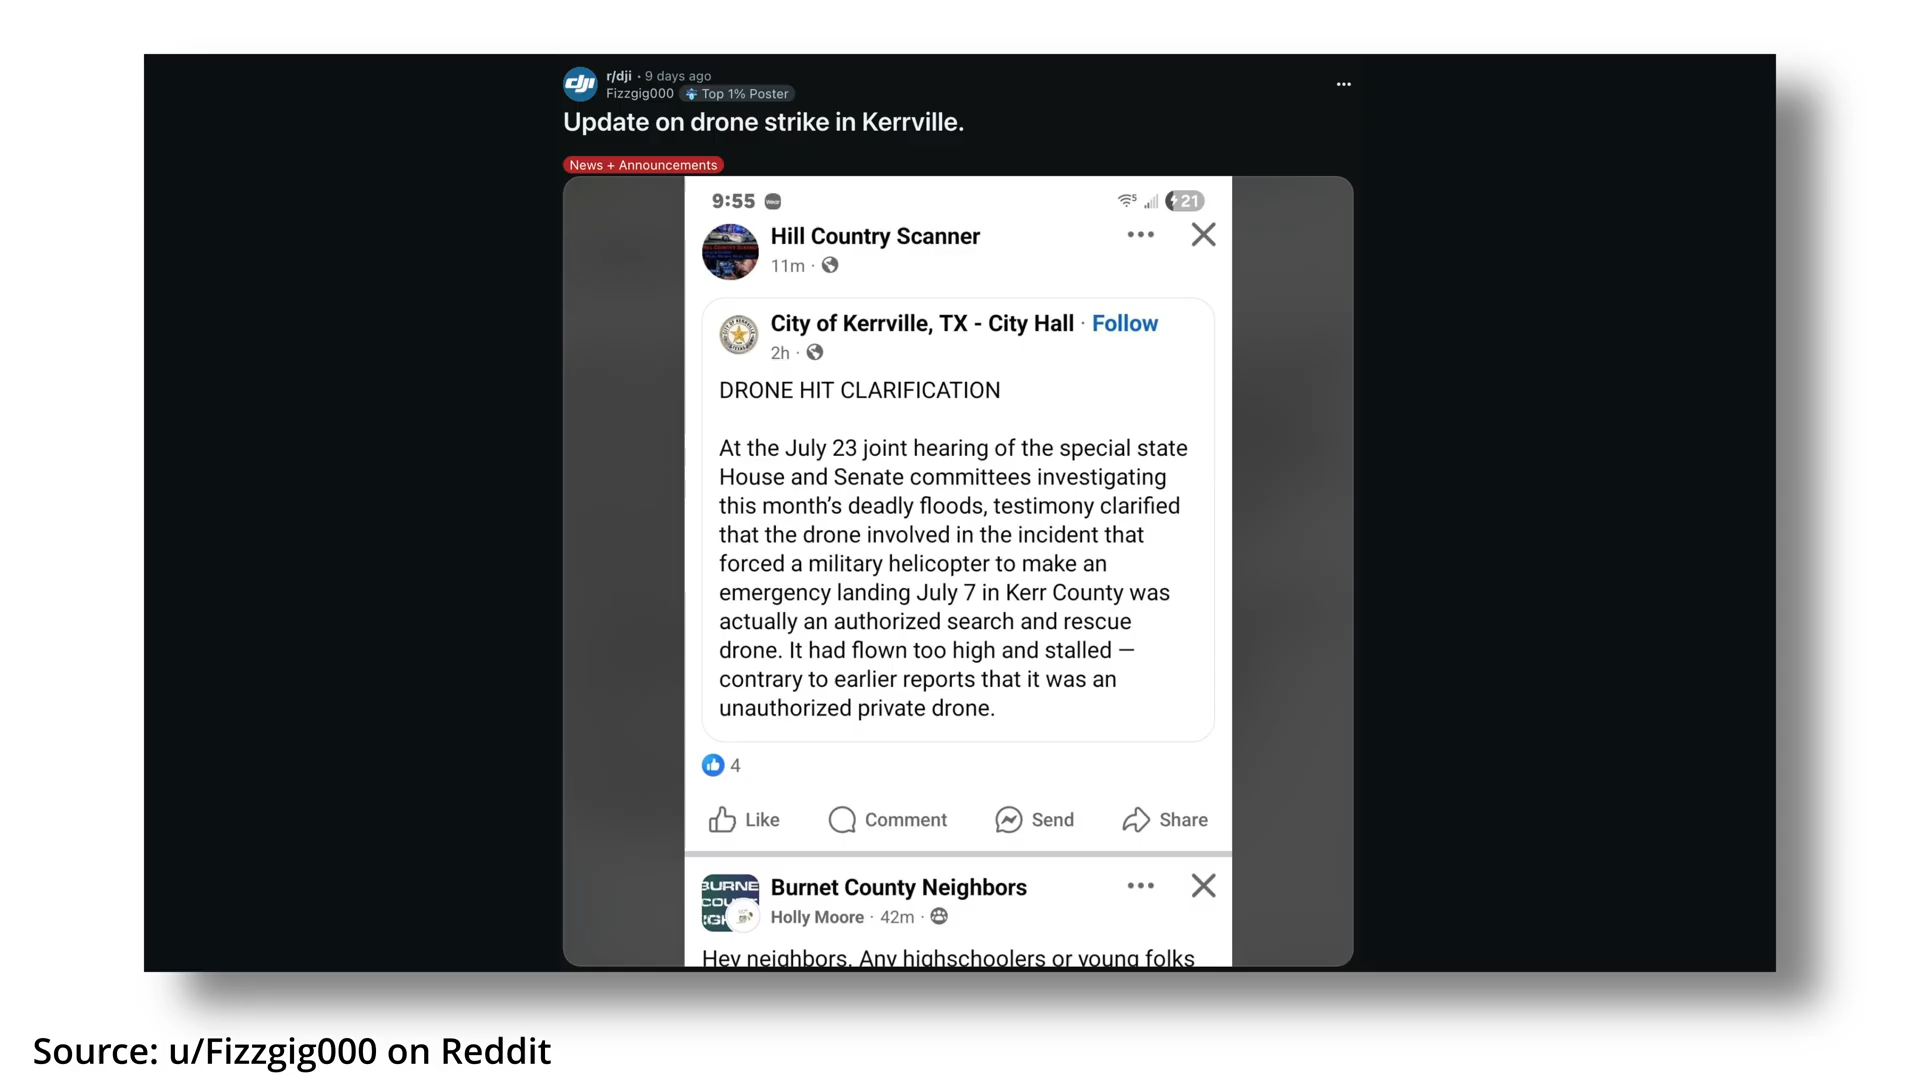 dji
r/dji • 9 days ago
Fizzgig000 Top 1% Poster
Update on drone strike in Kerrville.
News + Announcements
9:55
5 21
Hill Country Scanner
11m ·
City of Kerrville, TX - City Hall · Follow
2h ·
DRONE HIT CLARIFICATION
At the July 23 joint hearing of the special state
House and Senate committees investigating
this month’s deadly floods, testimony clarified
that the drone involved in the incident that
forced a military helicopter to make an
emergency landing July 7 in Kerr County was
actually an authorized search and rescue
drone. It had flown too high and stalled —
contrary to earlier reports that it was an
unauthorized private drone.
4
Like Comment Send Share
Burnet County Neighbors
Holly Moore · 42m ·
Hey neighbors. Any highschoolers or young folks
Source: u/Fizzgig000 on Reddit